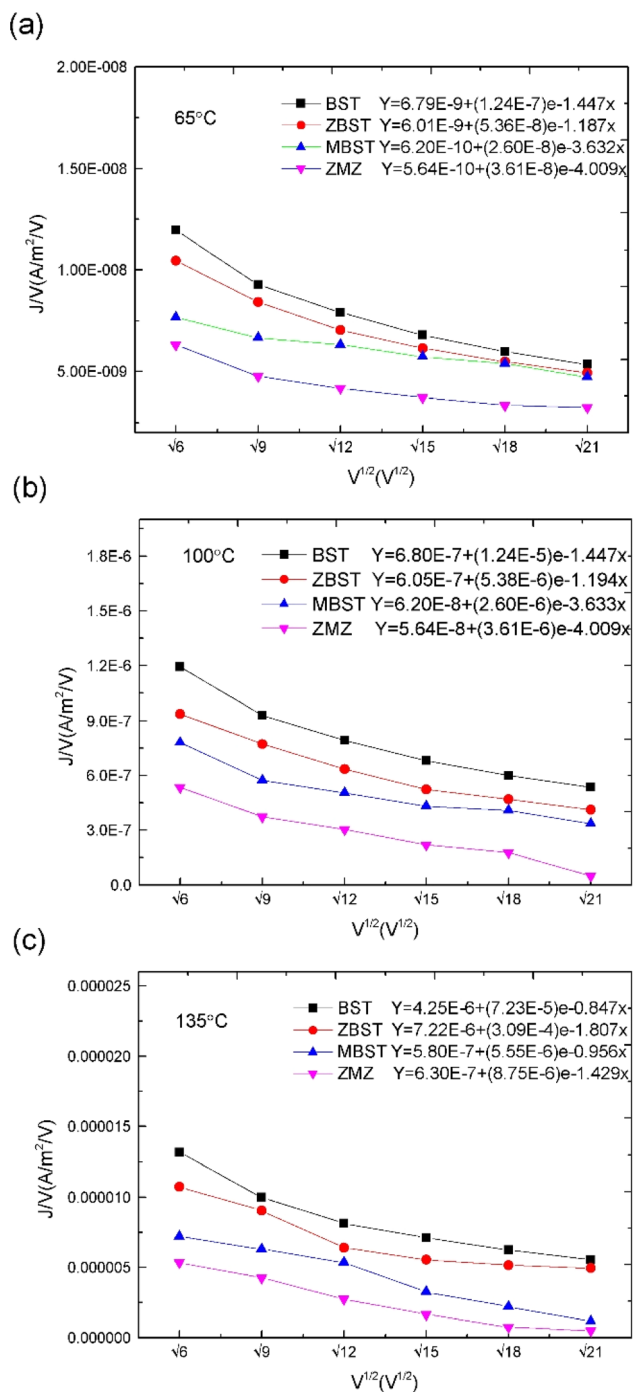 (a)
2.00E-008
1.50E-008
1.00E-008
5.00E-009
J/V(A/m²/V)
65°C
BST Y=6.79E-9+(1.24E-7)e-1.447x
ZBST Y=6.01E-9+(5.36E-8)e-1.187x
MBST Y=6.20E-10+(2.60E-8)e-3.632x
ZMZ Y=5.64E-10+(3.61E-8)e-4.009x
√6 √9 √12 √15 √18 √21
V^1/2(V^1/2)
(b)
1.8E-6
1.5E-6
1.2E-6
9.0E-7
6.0E-7
3.0E-7
0.0
J/V(A/m²/V)
100°C
BST Y=6.80E-7+(1.24E-5)e-1.447x
ZBST Y=6.05E-7+(5.38E-6)e-1.194x
MBST Y=6.20E-8+(2.60E-6)e-3.633x
ZMZ Y=5.64E-8+(3.61E-6)e-4.009x
√6 √9 √12 √15 √18 √21
V^1/2(V^1/2)
(c)
0.000025
0.000020
0.000015
0.000010
0.000005
0.000000
J/V(A/m²/V)
135°C
BST Y=4.25E-6+(7.23E-5)e-0.847x
ZBST Y=7.22E-6+(3.09E-4)e-1.807x
MBST Y=5.80E-7+(5.55E-6)e-0.956x
ZMZ Y=6.30E-7+(8.75E-6)e-1.429x
√6 √9 √12 √15 √18 √21
V^1/2(V^1/2)